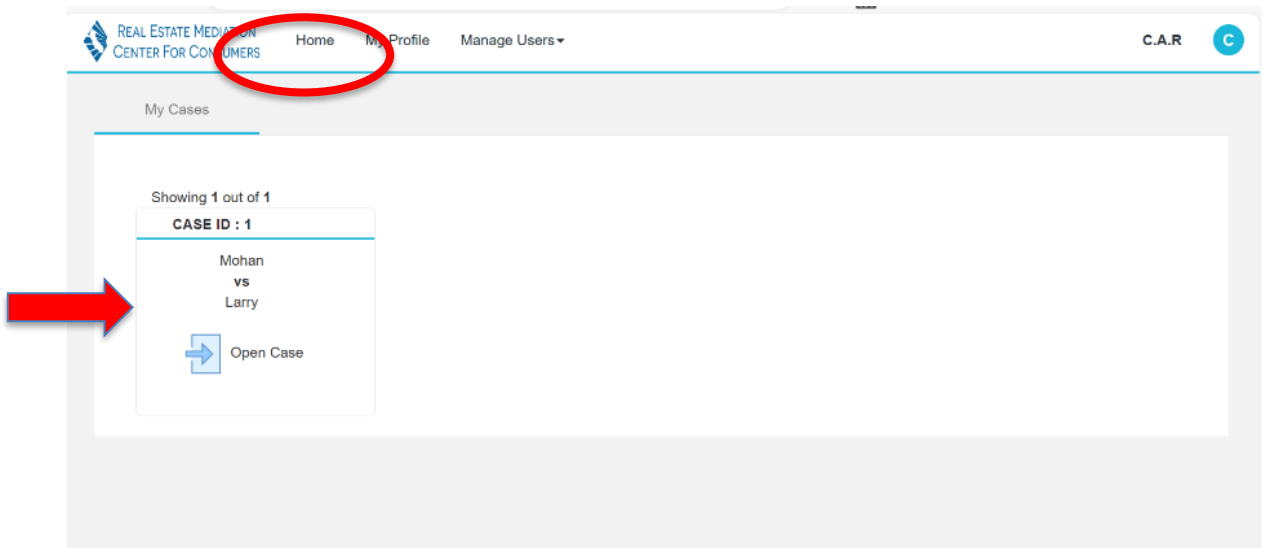 REAL ESTATE MEDIATION
CENTER FOR CONSUMERS
Home My Profile Manage Users
C.A.R C
My Cases
Showing 1 out of 1
CASE ID : 1
Mohan
vs
Larry
Open Case